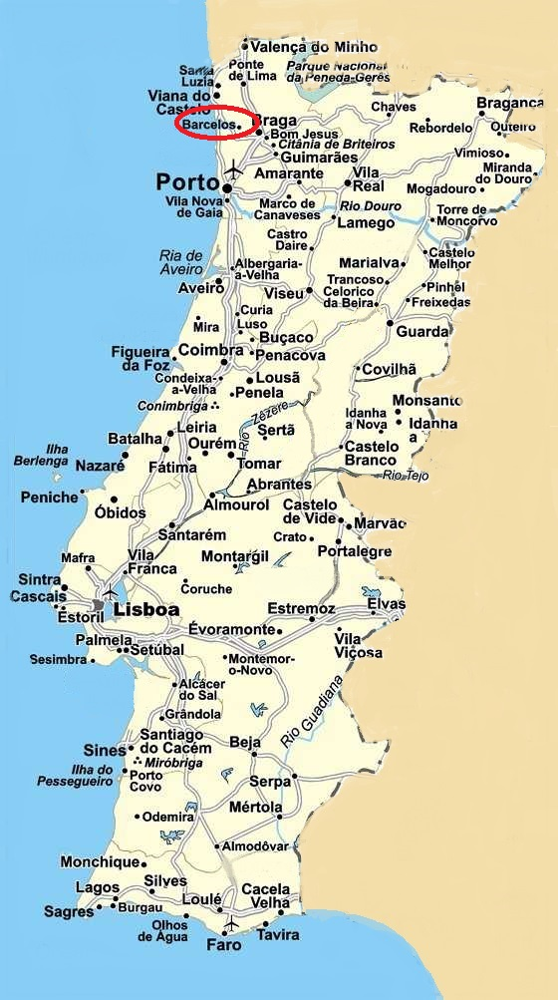 Valença do Minho
Santa
Luzia
Ponte
de Lima
Parque Nacional
da Peneda-Gerês
Viana do
Castelo
Chaves
Bragança
Barcelos
Braga
Rebordelo
Outeiro
Bom Jesus
Citânia de Briteiros
Guimarães
Vimioso
Miranda
do Douro
Porto
Amarante
Vila
Real
Mogadouro
Vila Nova
de Gaia
Marco de
Canaveses
Rio Douro
Lamego
Torre de
Moncorvo
Castro
Daire
Ria de
Aveiro
Albergaria-
a-Velha
Marialva
Castelo
Melhor
Aveiro
Viseu
Trancoso
Celorico
da Beira
Pinhel
Freixedas
Mira
Curia
Luso
Buçaco
Guarda
Figueira
da Foz
Coimbra
Penacova
Condeixa-
a-Velha
Lousã
Penela
Covilhã
Conimbriga
Rio Zêzere
Monsanto
Idanha
a Nova
Idanha
a
Leiria
Sertã
Batalha
Ourém
Ilha
Berlenga
Nazaré
Fátima
Tomar
Castelo
Branco
Rio Tejo
Peniche
Óbidos
Almourol
Abrantes
Castelo
de Vide
Marvão
Santarém
Crato
Portalegre
Mafra
Vila
Franca
Montargil
Sintra
Cascais
Coruche
Estoril
Lisboa
Estremoz
Elvas
Évoramonte
Palmela
Setúbal
Vila
Viçosa
Sesimbra
Montemor-
o-Novo
Alcácer
do Sal
Rio Guadiana
Grândola
Santiago
do Cacém
Sines
Beja
Miróbriga
Ilha do
Pessegueiro
Porto
Covo
Serpa
Mértola
Odemira
Almodôvar
Monchique
Lagos
Silves
Loulé
Cacela
Velha
Sagres
Burgau
Olhos
de Água
Faro
Tavira